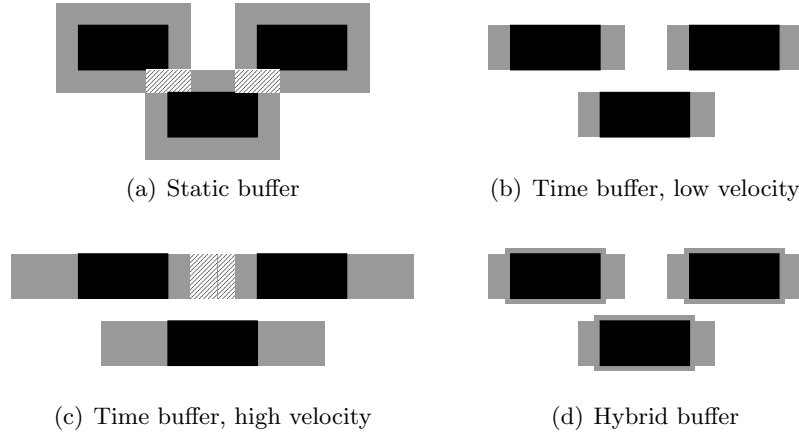 (a) Static buffer
(b) Time buffer, low velocity
(c) Time buffer, high velocity
(d) Hybrid buffer